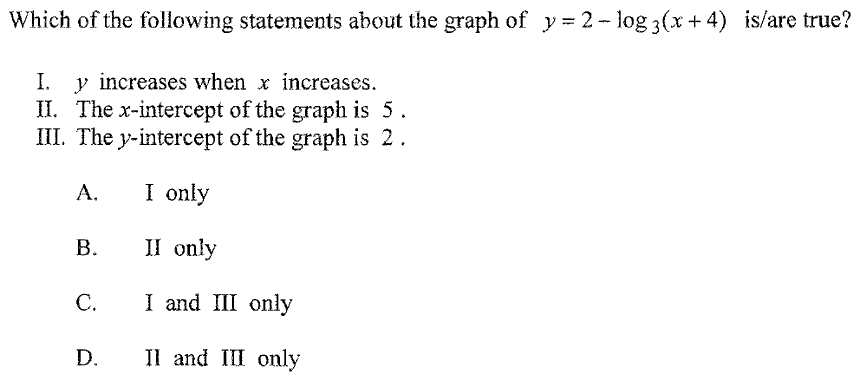 Which of the following statements about the graph of y = 2 – log₃(x + 4) is/are true?
I. y increases when x increases.
II. The x-intercept of the graph is 5 .
III. The y-intercept of the graph is 2 .
A. I only
B. II only
C. I and III only
D. II and III only